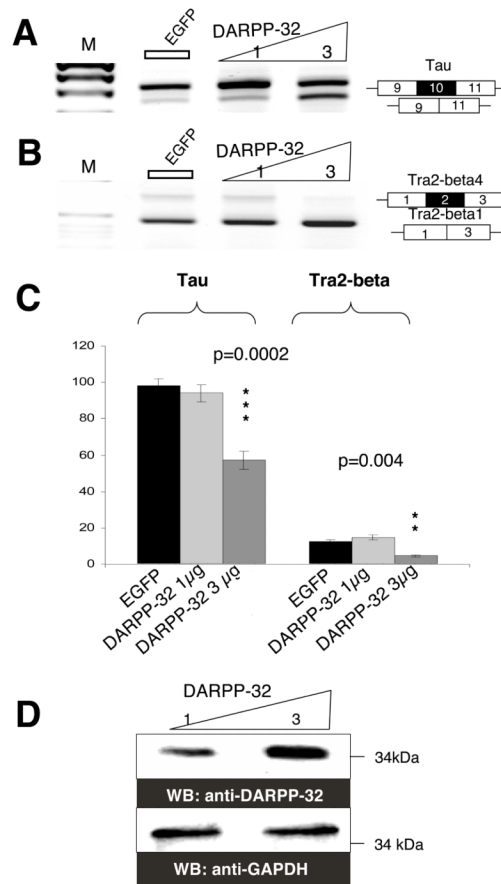 A
M
EGFP
DARPP-32
1 3
Tau
9 10 11
9 11
B
M
EGFP
DARPP-32
1 3
Tra2-beta4
1 2 3
Tra2-beta1
1 3
C
Tau Tra2-beta
120
100
80
60
40
20
0
p=0.0002
***
p=0.004
**
EGFP
DARPP-32 1µg
DARPP-32 3 µg
EGFP
DARPP-32 1µg
DARPP-32 3µg
D
DARPP-32
1 3
34kDa
WB: anti-DARPP-32
34 kDa
WB: anti-GAPDH